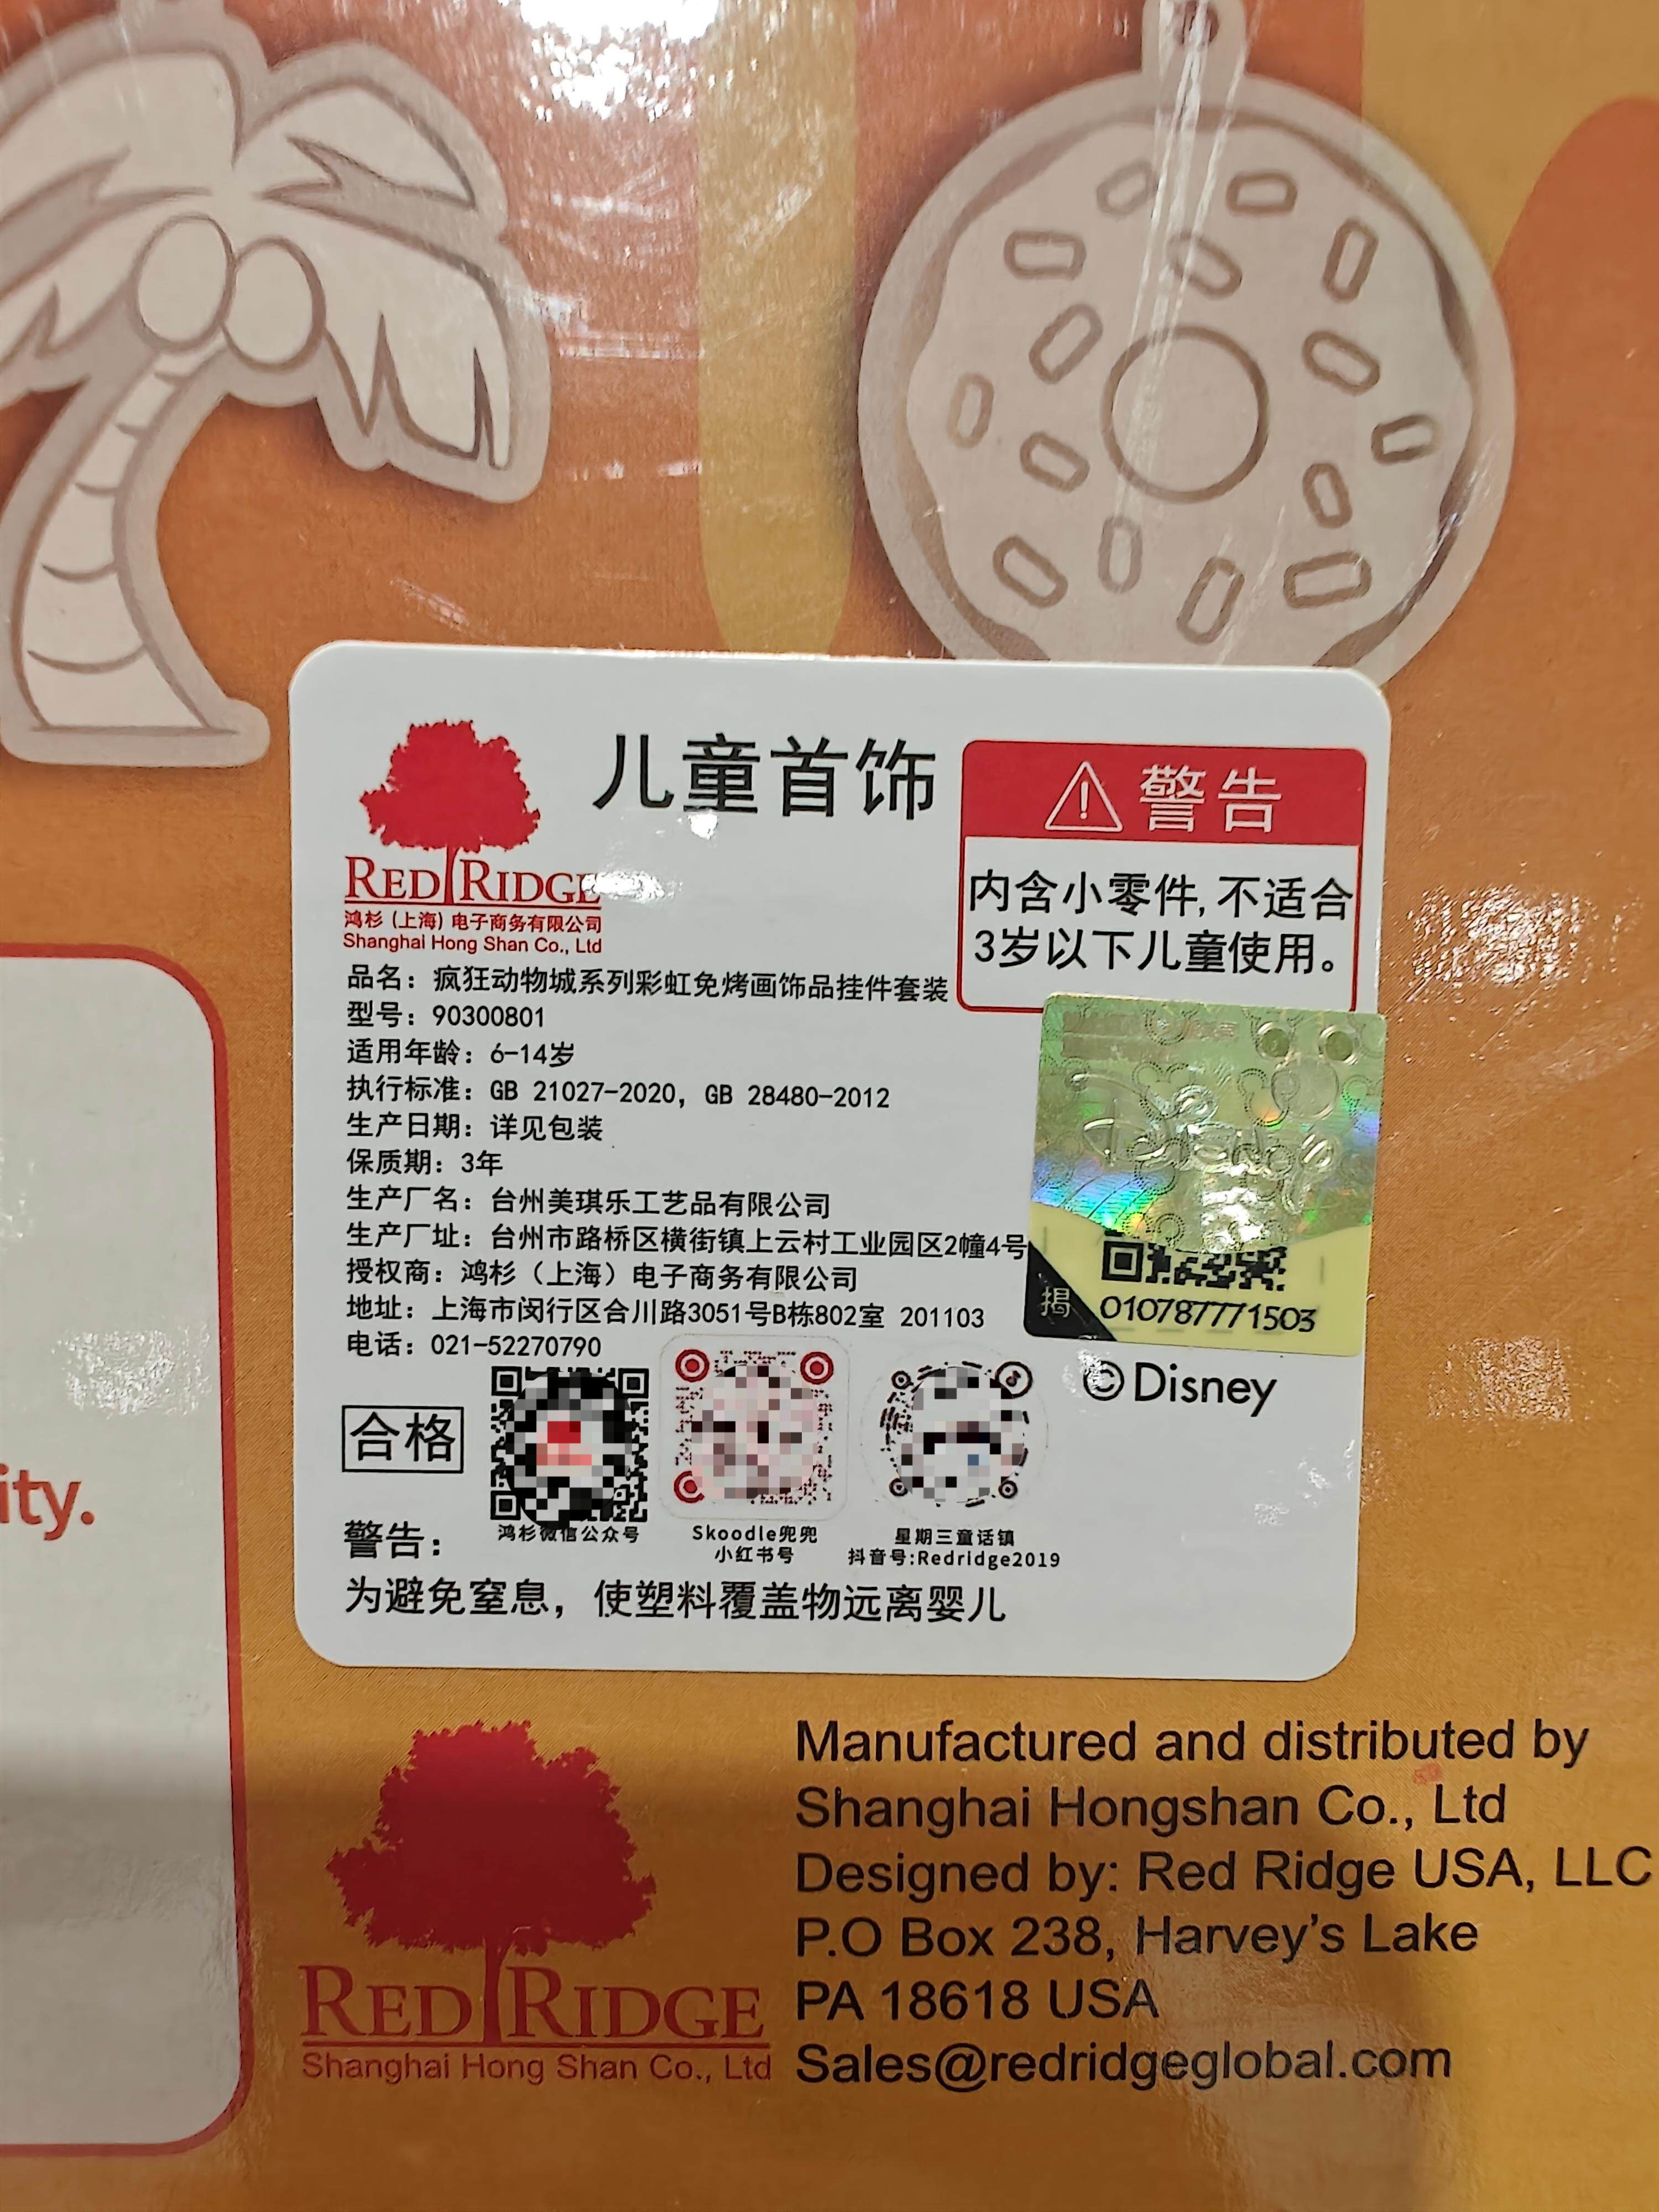 儿童首饰
RED RIDGE
鸿杉（上海）电子商务有限公司
Shanghai Hong Shan Co., Ltd
警告
内含小零件,不适合
3岁以下儿童使用。
品名：疯狂动物城系列彩虹免烤画饰品挂件套装
型号：90300801
适用年龄：6-14岁
执行标准：GB 21027-2020，GB 28480-2012
生产日期：详见包装
保质期：3年
生产厂名：台州美琪乐工艺品有限公司
生产厂址：台州市路桥区横街镇上云村工业园区2幢4号
授权商：鸿杉（上海）电子商务有限公司
地址：上海市闵行区合川路3051号B栋802室 201103
电话：021-52270790
Disney
揭
010787771503
©Disney
合格
鸿杉微信公众号
Skoodle兜兜
小红书号
星期三童话镇
抖音号:Redridge2019
警告：
为避免窒息，使塑料覆盖物远离婴儿
ity.
RED RIDGE
Shanghai Hong Shan Co., Ltd
Manufactured and distributed by
Shanghai Hongshan Co., Ltd
Designed by: Red Ridge USA, LLC
P.O Box 238, Harvey's Lake
PA 18618 USA
Sales@redridgeglobal.com